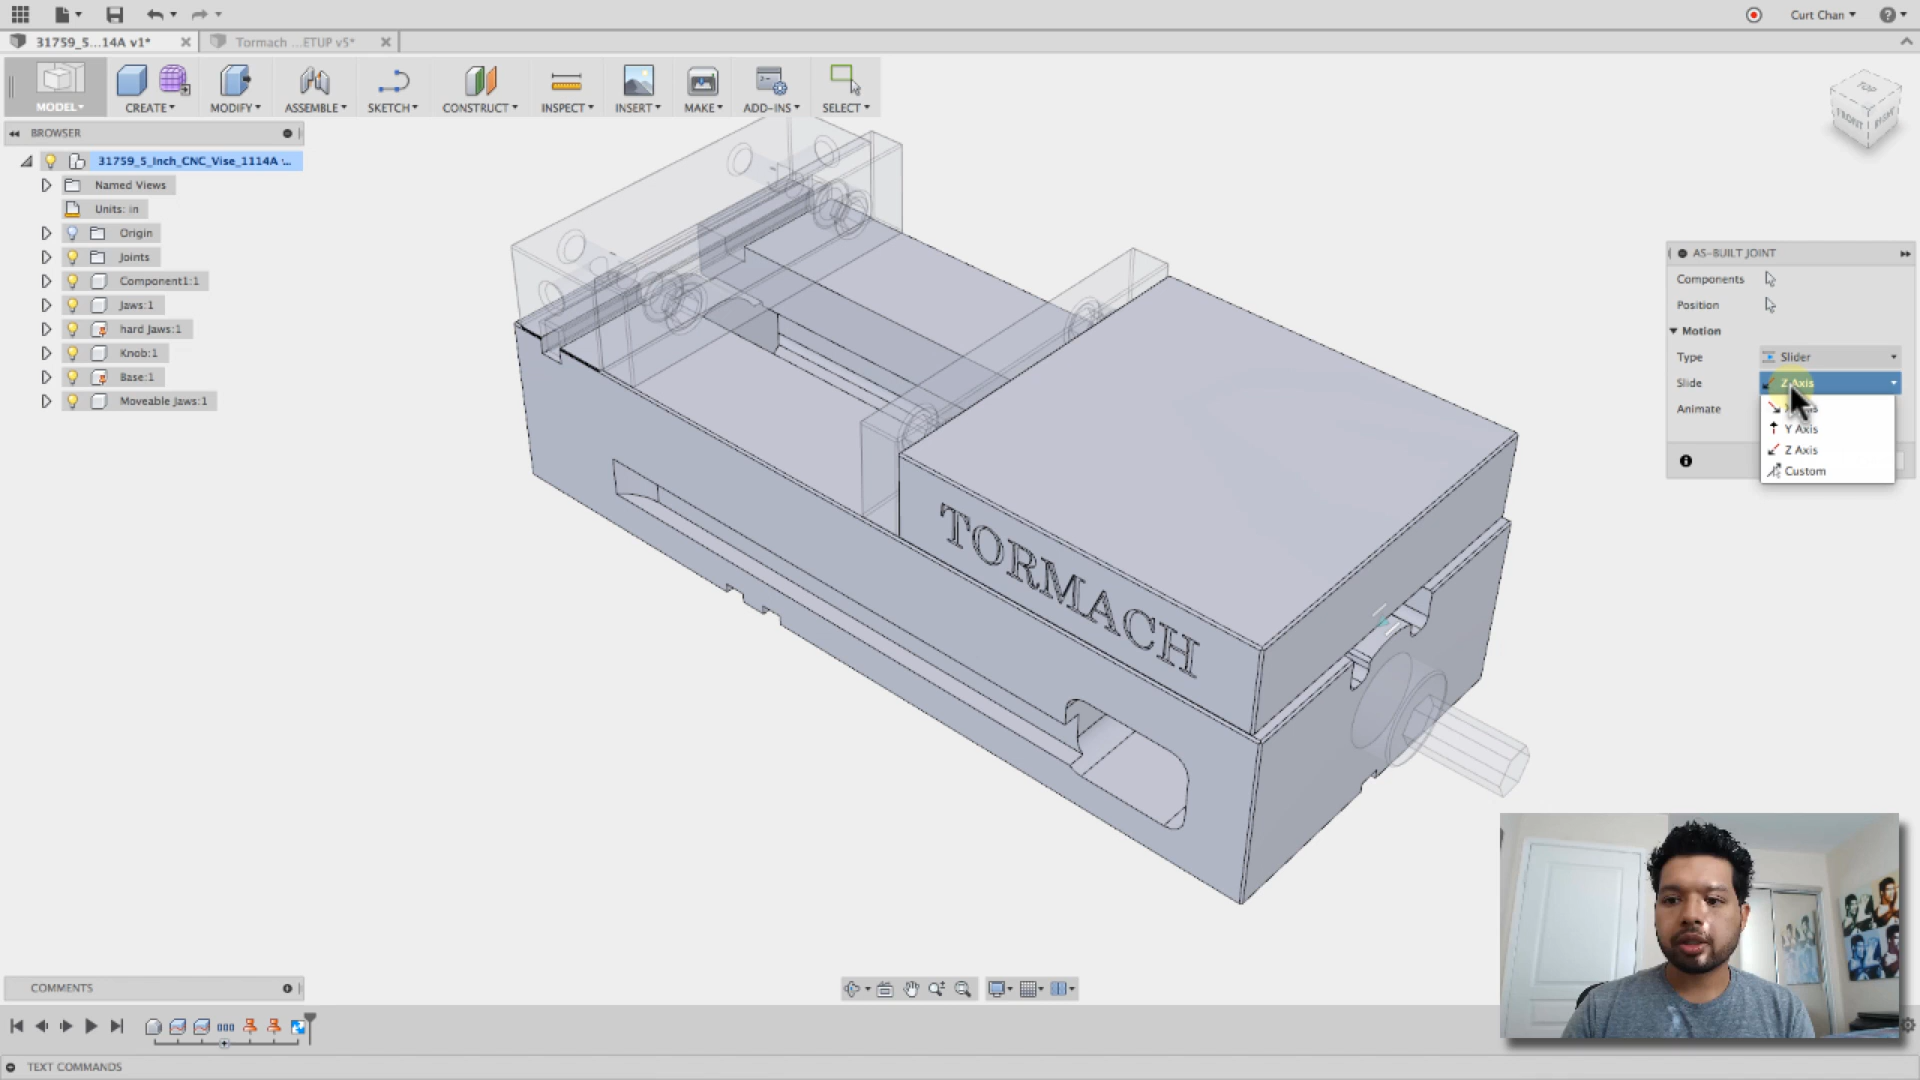 Curt Chan
31759_5...14A v1*
Tormach ...ETUP v5*
MODEL
CREATE
MODIFY
ASSEMBLE
SKETCH
CONSTRUCT
INSPECT
INSERT
MAKE
ADD-INS
SELECT
TOP
FRONT
RIGHT
BROWSER
31759_5_Inch_CNC_Vise_1114A
Named Views
Units: in
Origin
Joints
Component1:1
Jaws:1
hard Jaws:1
Knob:1
Base:1
Moveable Jaws:1
AS-BUILT JOINT
Components
Position
Motion
Type
Slider
Slide
Z Axis
Animate
Y Axis
Z Axis
Custom
TORMACH
COMMENTS
TEXT COMMANDS